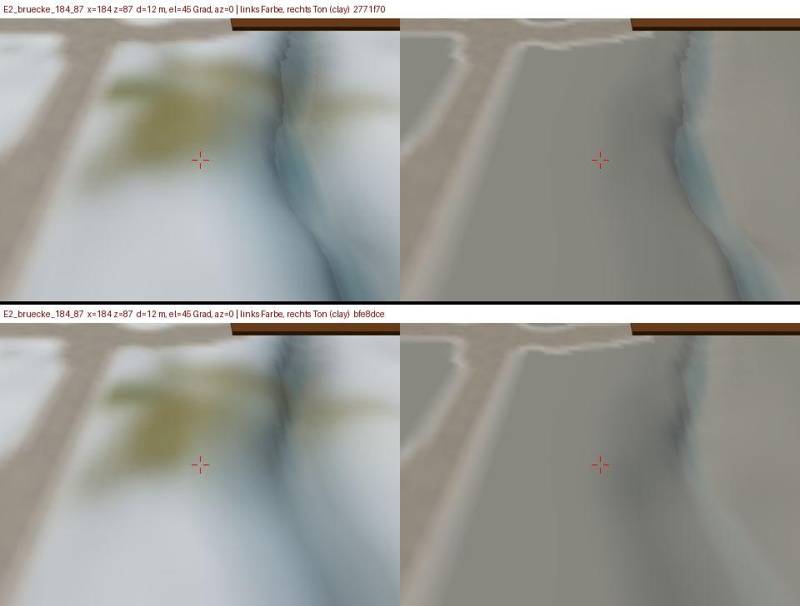 E2_bruecke_184_87 x=184 z=87 d=12 m, el=45 Grad, az=0 | links Farbe, rechts Ton (clay) 2771f70
E2_bruecke_184_87 x=184 z=87 d=12 m, el=45 Grad, az=0 | links Farbe, rechts Ton (clay) bfe8dce